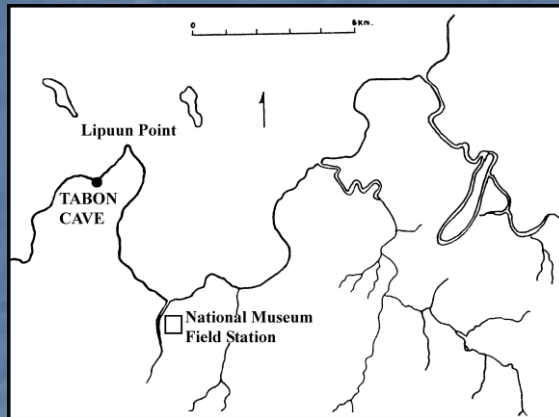 0
6 Km.
Lipuun Point
TABON
CAVE
National Museum
Field Station